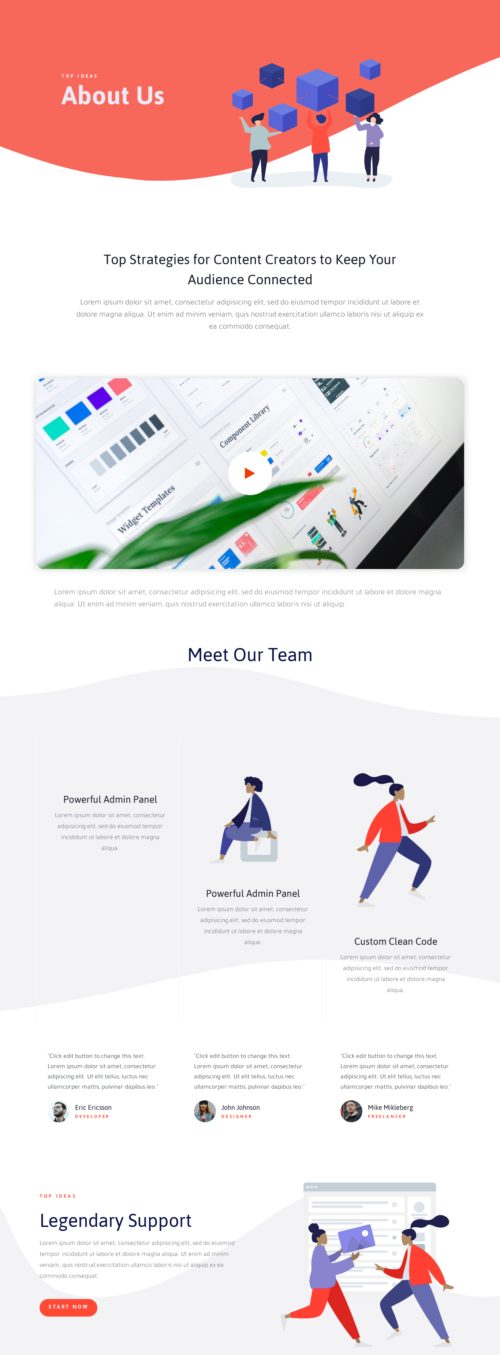 TOP IDEAS
About Us
Top Strategies for Content Creators to Keep Your
Audience Connected
Lorem ipsum dolor sit amet, consectetur adipisicing elit, sed do eiusmod tempor incididunt ut labore et
dolore magna aliqua. Ut enim ad minim veniam, quis nostrud exercitation ullamco laboris nisi ut aliquip ex
ea commodo consequat.
Component Library
Widget Templates
Lorem ipsum dolor sit amet, consectetur adipisicing elit, sed do eiusmod tempor incididunt ut labore et dolore magna
aliqua. Ut enim ad minim veniam, quis nostrud exercitation ullamco laboris nisi ut aliquip.
Meet Our Team
Powerful Admin Panel
Lorem ipsum dolor sit amet, consectetur
adipisicing elit, sed do eiusmod tempor
incididunt ut labore et dolore magna
aliqua
Powerful Admin Panel
Lorem ipsum dolor sit amet, consectetur
adipisicing elit, sed do eiusmod tempor
incididunt ut labore et dolore magna
aliqua.
Custom Clean Code
Lorem ipsum dolor sit amet, consectetur
adipisicing elit, sed do eiusmod tempor
incididunt ut labore et dolore magna
aliqua.
"Click edit button to change this text.
Lorem ipsum dolor sit amet, consectetur
adipiscing elit. Ut elit tellus, luctus nec
ullamcorper mattis, pulvinar dapibus leo."
Eric Ericsson
DEVELOPER
"Click edit button to change this text.
Lorem ipsum dolor sit amet, consectetur
adipiscing elit. Ut elit tellus, luctus nec
ullamcorper mattis, pulvinar dapibus leo."
John Johnson
DESIGNER
"Click edit button to change this text.
Lorem ipsum dolor sit amet, consectetur
adipiscing elit. Ut elit tellus, luctus nec
ullamcorper mattis, pulvinar dapibus leo."
Mike Mikleberg
FREELANCER
TOP IDEAS
Legendary Support
Lorem ipsum dolor sit amet, consectetur adipisicing elit, sed do eiusmod
tempor incididunt ut labore et dolore magna aliqua. Ut enim ad minim
veniam, quis nostrud exercitation ullamco laboris nisi ut aliquip ex ea commodo
consequat.
START NOW